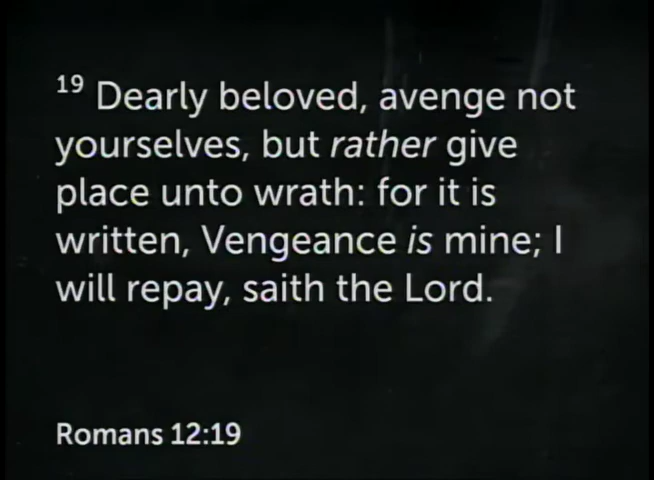 19 Dearly beloved, avenge not
yourselves, but rather give
place unto wrath: for it is
written, Vengeance is mine; I
will repay, saith the Lord.
Romans 12:19